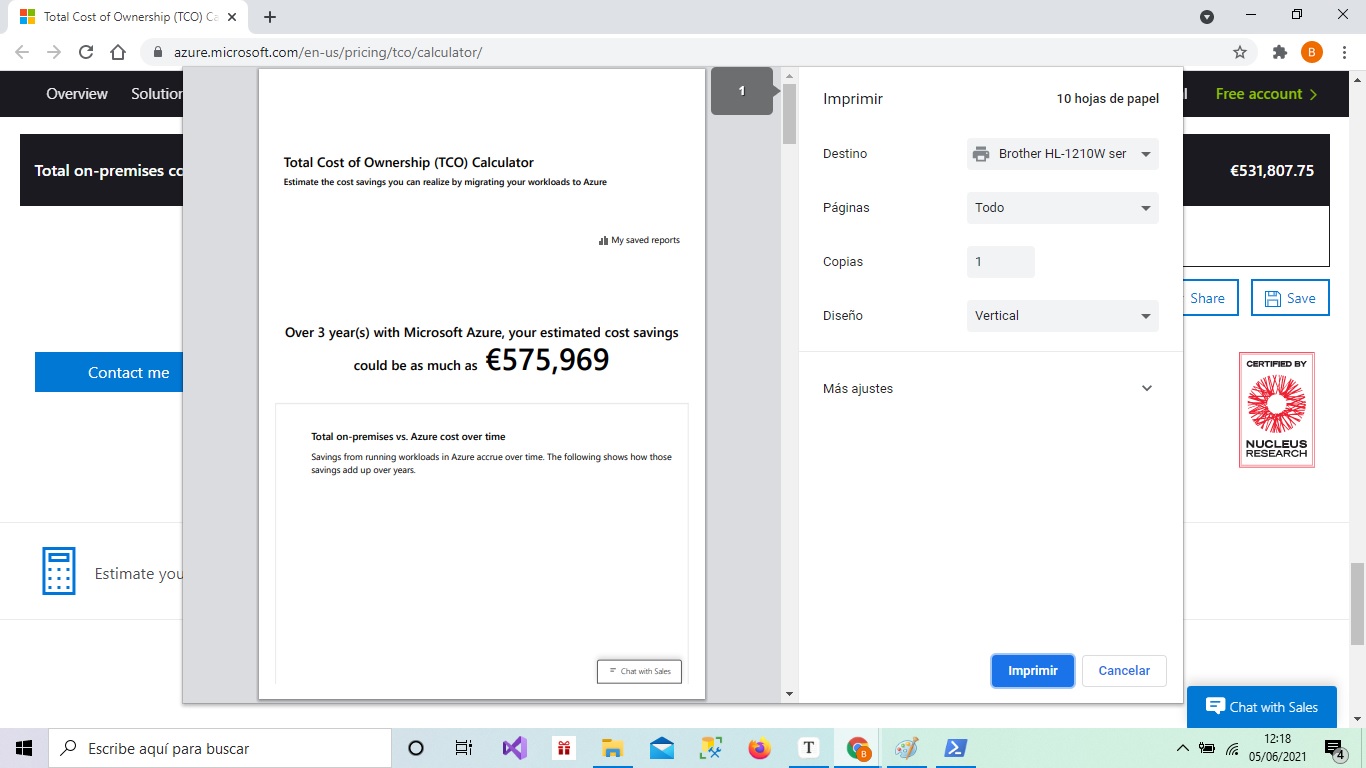 Total Cost of Ownership (TCO) Ca
azure.microsoft.com/en-us/pricing/tco/calculator/
B
Overview
Solution
Free account
Total on-premises co
€531,807.75
Share
Save
Contact me
CERTIFIED BY
NUCLEUS
RESEARCH
Estimate you
Total Cost of Ownership (TCO) Calculator
Estimate the cost savings you can realize by migrating your workloads to Azure
My saved reports
Over 3 year(s) with Microsoft Azure, your estimated cost savings
could be as much as €575,969
Total on-premises vs. Azure cost over time
Savings from running workloads in Azure accrue over time. The following shows how those
savings add up over years.
Chat with Sales
1
Imprimir
10 hojas de papel
Destino
Brother HL-1210W ser
Páginas
Todo
Copias
1
Diseño
Vertical
Más ajustes
Imprimir
Cancelar
Chat with Sales
Escribe aquí para buscar
T
B
12:18
05/06/2021
4